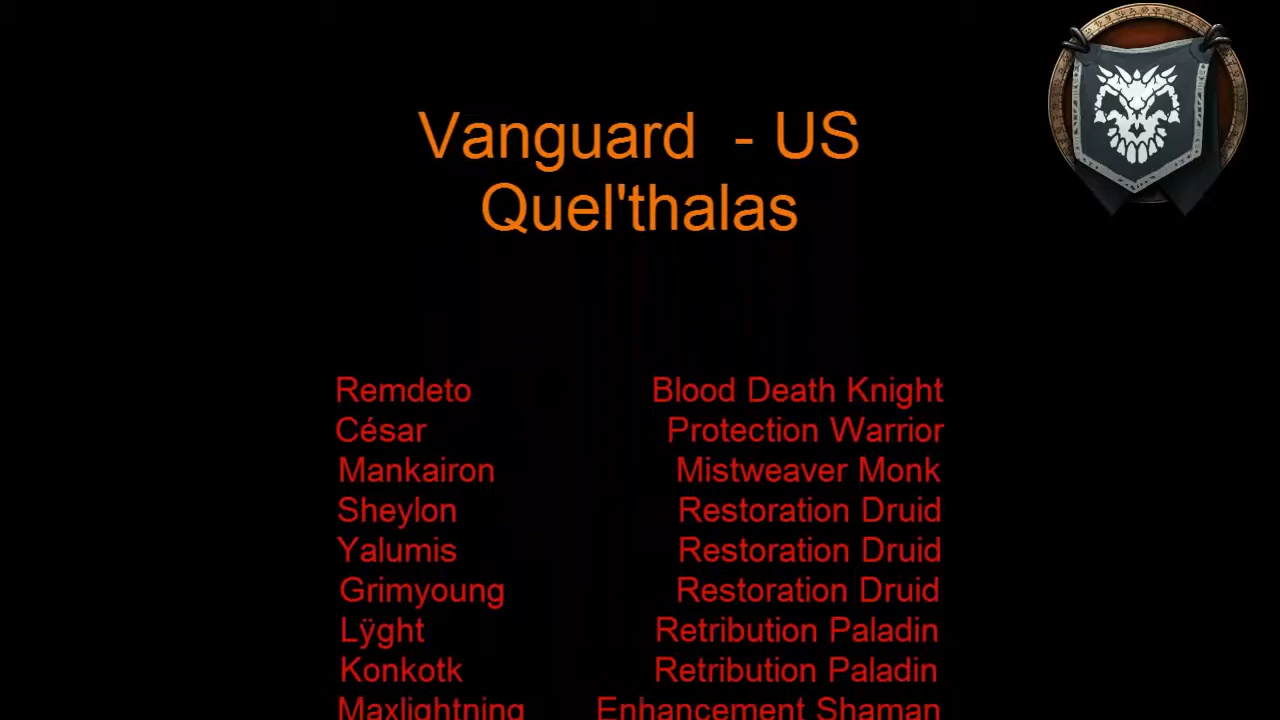 Vanguard - US
Quel'thalas
Remdeto Blood Death Knight
César Protection Warrior
Mankairon Mistweaver Monk
Sheylon Restoration Druid
Yalumis Restoration Druid
Grimyoung Restoration Druid
Lÿght Retribution Paladin
Konkotk Retribution Paladin
Maxlightning Enhancement Shaman